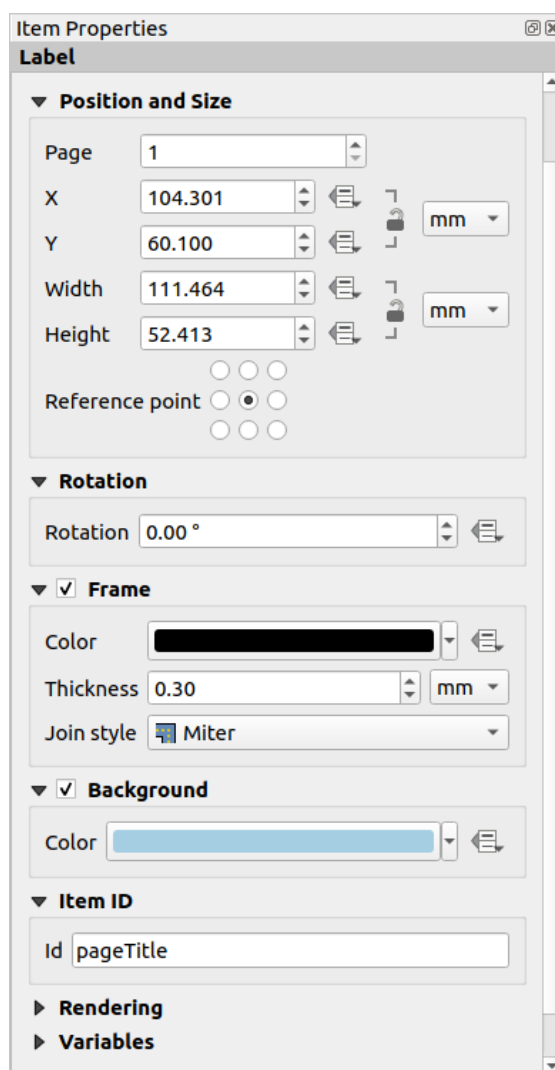 Item Properties
Label
Position and Size
Page 1
X 104.301
mm
Y 60.100
Width 111.464
mm
Height 52.413
Reference point
Rotation
Rotation 0.00 °
Frame
Color
Thickness 0.30 mm
Join style Miter
Background
Color
Item ID
Id pageTitle
Rendering
Variables